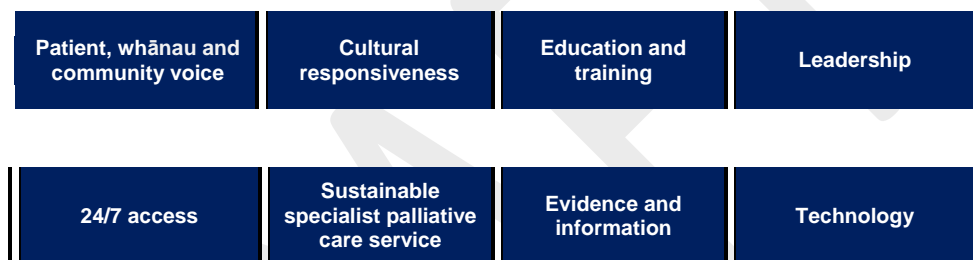 Patient, whānau and
community voice
Cultural
responsiveness
Education and
training
Leadership
24/7 access
Sustainable
specialist palliative
care service
Evidence and
information
Technology